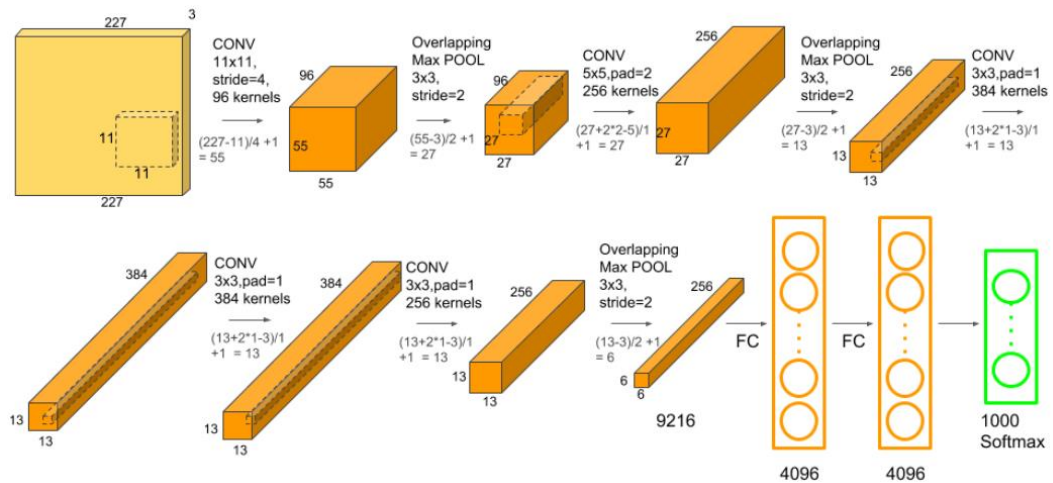 227
3
11
11
227
CONV
11x11,
stride=4,
96 kernels
(227-11)/4 +1
= 55
96
55
55
Overlapping
Max POOL
3x3,
stride=2
(55-3)/2 +1
= 27
96
27
27
CONV
5x5,pad=2
256 kernels
(27+2*2-5)/1
+1 = 27
256
27
27
Overlapping
Max POOL
3x3,
stride=2
(27-3)/2 +1
= 13
256
13
13
CONV
3x3,pad=1
384 kernels
(13+2*1-3)/1
+1 = 13
384
13
13
CONV
3x3,pad=1
384 kernels
(13+2*1-3)/1
+1 = 13
384
13
13
CONV
3x3,pad=1
256 kernels
(13+2*1-3)/1
+1 = 13
256
13
13
Overlapping
Max POOL
3x3,
stride=2
(13-3)/2 +1
= 6
256
6
6
9216
FC
4096
FC
4096
1000
Softmax